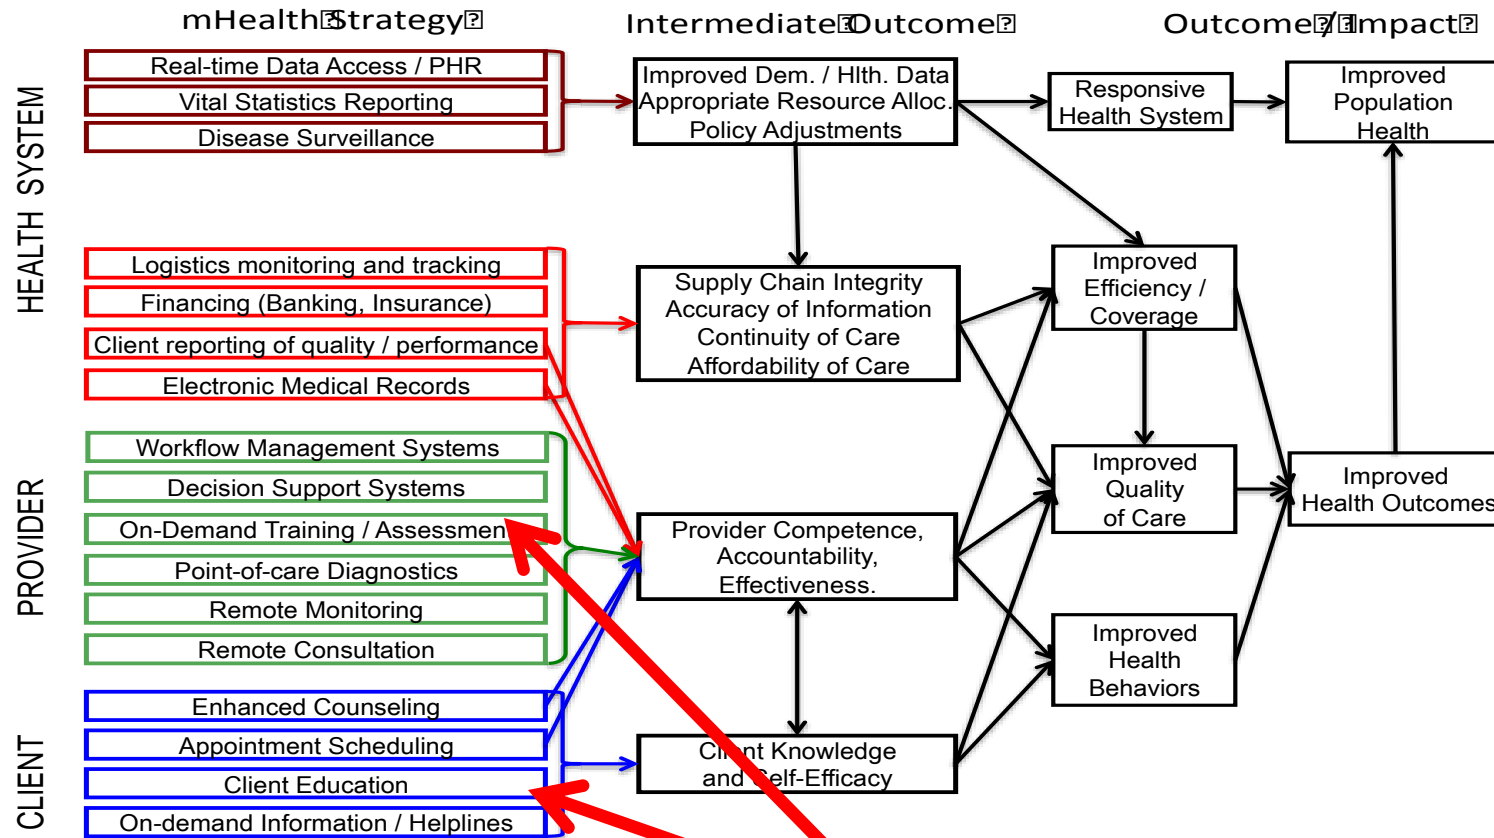 mHealth Strategy
Intermediate Outcome
Outcome / Impact
HEALTH SYSTEM
Real-time Data Access / PHR
Vital Statistics Reporting
Disease Surveillance
Improved Dem. / Hlth. Data
Appropriate Resource Alloc.
Policy Adjustments
Responsive
Health System
Improved
Population
Health
Logistics monitoring and tracking
Financing (Banking, Insurance)
Client reporting of quality / performance
Electronic Medical Records
Supply Chain Integrity
Accuracy of Information
Continuity of Care
Affordability of Care
Improved
Efficiency /
Coverage
PROVIDER
Workflow Management Systems
Decision Support Systems
On-Demand Training / Assessment
Point-of-care Diagnostics
Remote Monitoring
Remote Consultation
Provider Competence,
Accountability,
Effectiveness.
Improved
Quality
of Care
Improved
Health Outcomes
Improved
Health
Behaviors
CLIENT
Enhanced Counseling
Appointment Scheduling
Client Education
On-demand Information / Helplines
Client Knowledge
and Self-Efficacy